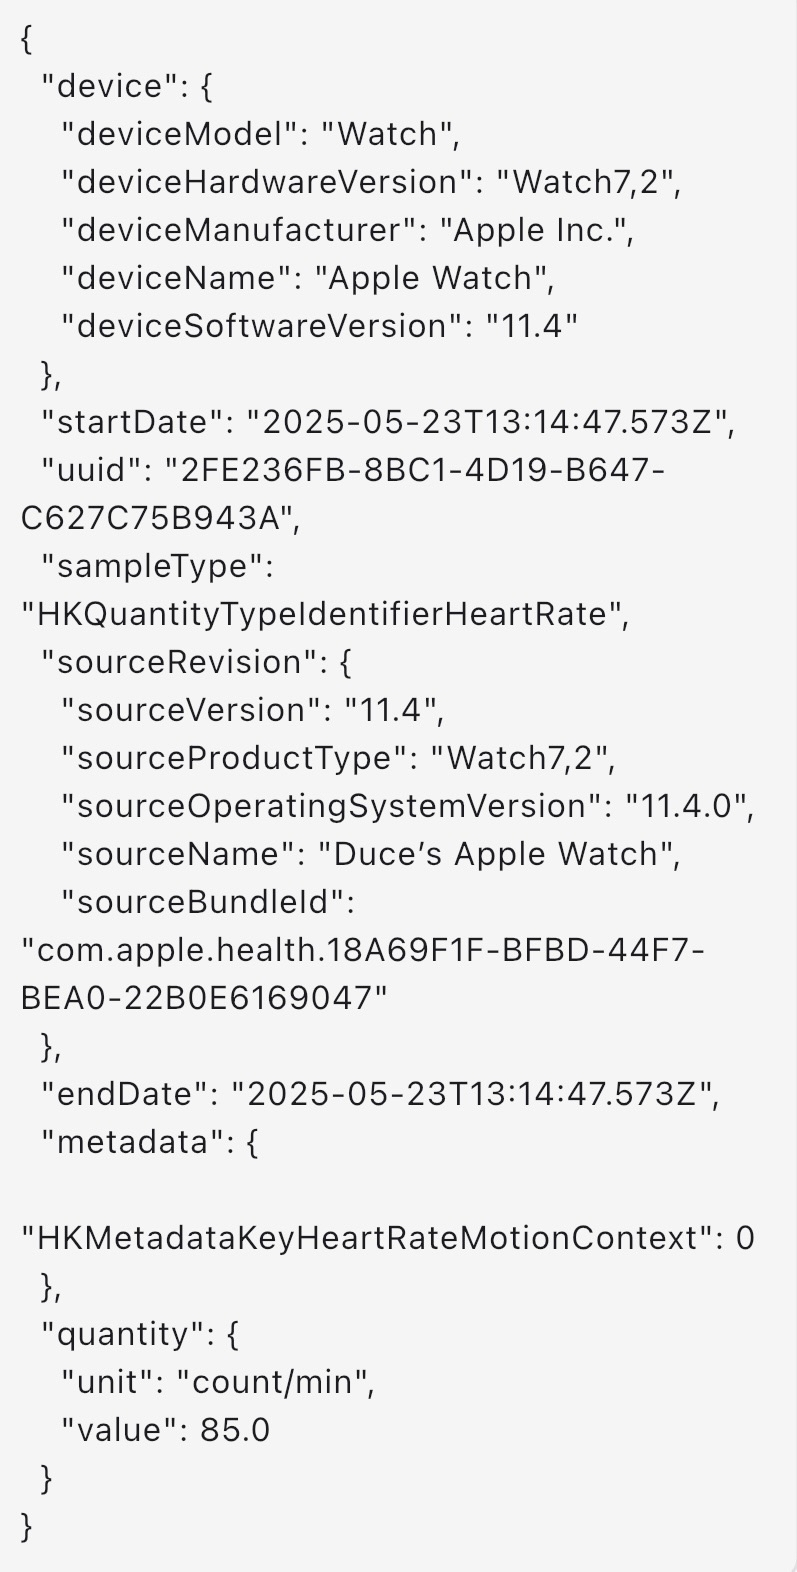 {
  "device": {
    "deviceModel": "Watch",
    "deviceHardwareVersion": "Watch7,2",
    "deviceManufacturer": "Apple Inc.",
    "deviceName": "Apple Watch",
    "deviceSoftwareVersion": "11.4"
  },
  "startDate": "2025-05-23T13:14:47.573Z",
  "uuid": "2FE236FB-8BC1-4D19-B647-
C627C75B943A",
  "sampleType":
"HKQuantityTypeIdentifierHeartRate",
  "sourceRevision": {
    "sourceVersion": "11.4",
    "sourceProductType": "Watch7,2",
    "sourceOperatingSystemVersion": "11.4.0",
    "sourceName": "Duce’s Apple Watch",
    "sourceBundleId":
"com.apple.health.18A69F1F-BFBD-44F7-
BEA0-22B0E6169047"
  },
  "endDate": "2025-05-23T13:14:47.573Z",
  "metadata": {

"HKMetadataKeyHeartRateMotionContext": 0
  },
  "quantity": {
    "unit": "count/min",
    "value": 85.0
  }
}